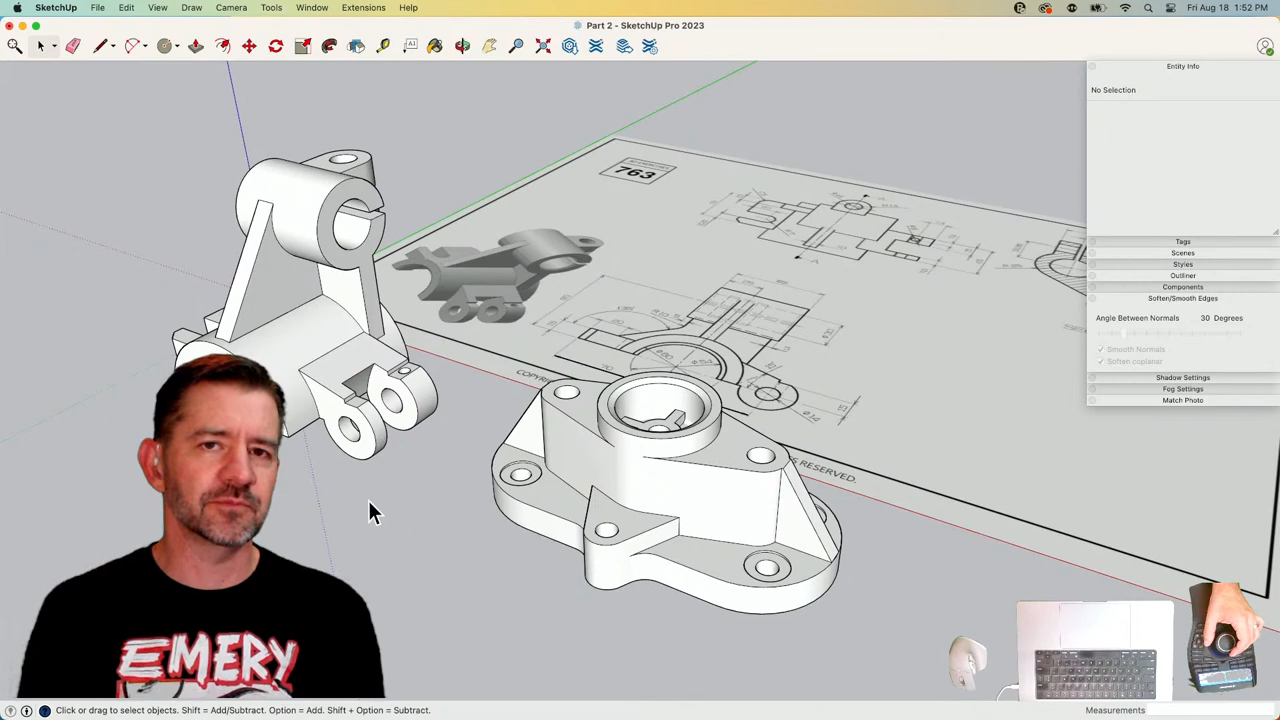 SketchUp File Edit View Draw Camera Tools Window Extensions Help
Fri Aug 18 1:52 PM
Part 2 - SketchUp Pro 2023
Entity Info
No Selection
Tags
Scenes
Styles
Outliner
Components
Soften/Smooth Edges
Angle Between Normals 30 Degrees
Smooth Normals
Soften coplanar
Shadow Settings
Fog Settings
Match Photo
763
S RESERVED.
EMERY
Click or drag to select objects. Shift = Add/Subtract. Option = Add. Shift + Option = Subtract.
Measurements